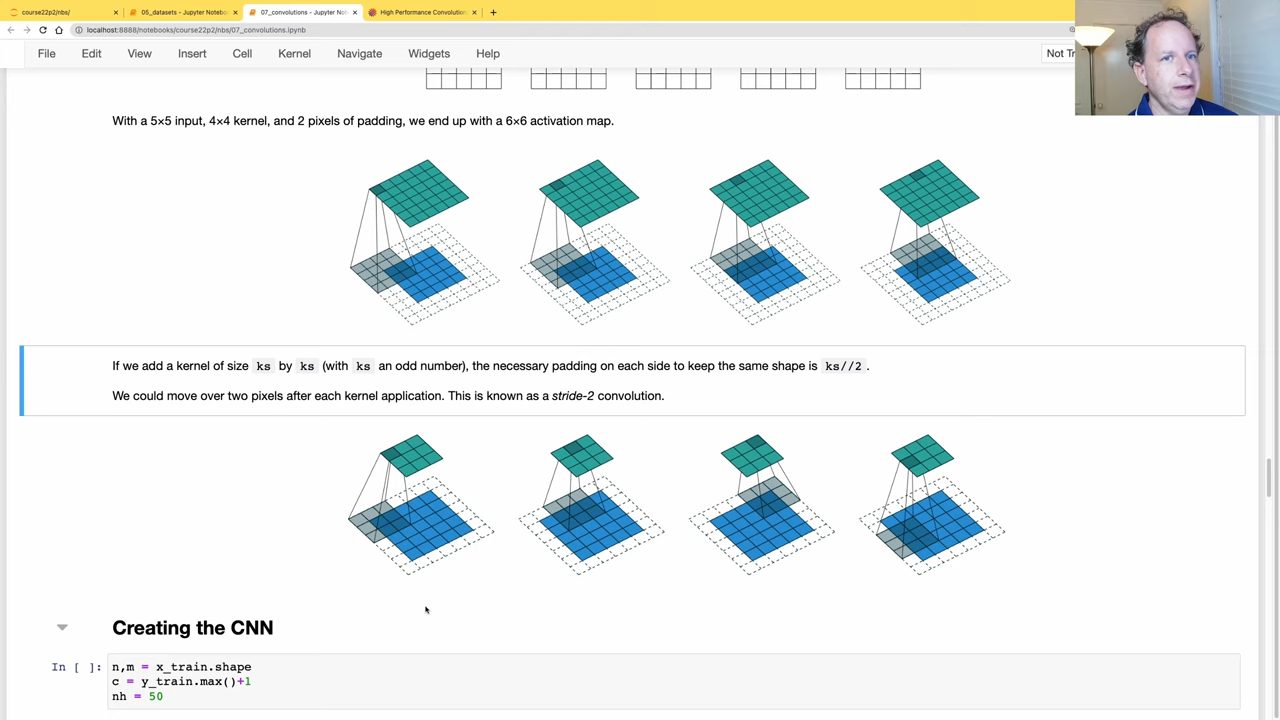 course22p2/nbs/
05_datasets - Jupyter Notebo
07_convolutions - Jupyter Not
High Performance Convolution
localhost:8888/notebooks/course22p2/nbs/07_convolutions.ipynb
File Edit View Insert Cell Kernel Navigate Widgets Help
Not Tr
With a 5×5 input, 4×4 kernel, and 2 pixels of padding, we end up with a 6×6 activation map.
If we add a kernel of size ks by ks (with ks an odd number), the necessary padding on each side to keep the same shape is ks//2.
We could move over two pixels after each kernel application. This is known as a stride-2 convolution.
Creating the CNN
In [ ]: n,m = x_train.shape
c = y_train.max()+1
nh = 50